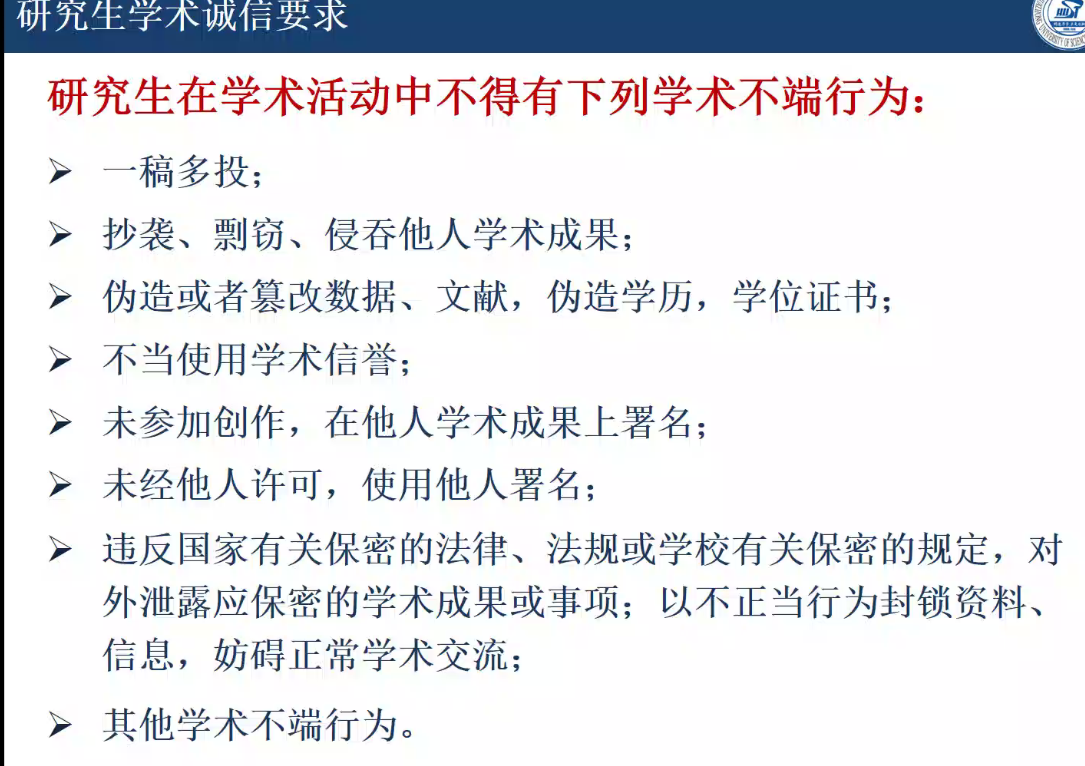 研究生学术诚信要求
研究生在学术活动中不得有下列学术不端行为：
➢ 一稿多投；
➢ 抄袭、剽窃、侵吞他人学术成果；
➢ 伪造或者篡改数据、文献，伪造学历，学位证书；
➢ 不当使用学术信誉；
➢ 未参加创作，在他人学术成果上署名；
➢ 未经他人许可，使用他人署名；
➢ 违反国家有关保密的法律、法规或学校有关保密的规定，对
外泄露应保密的学术成果或事项；以不正当行为封锁资料、
信息，妨碍正常学术交流；
➢ 其他学术不端行为。